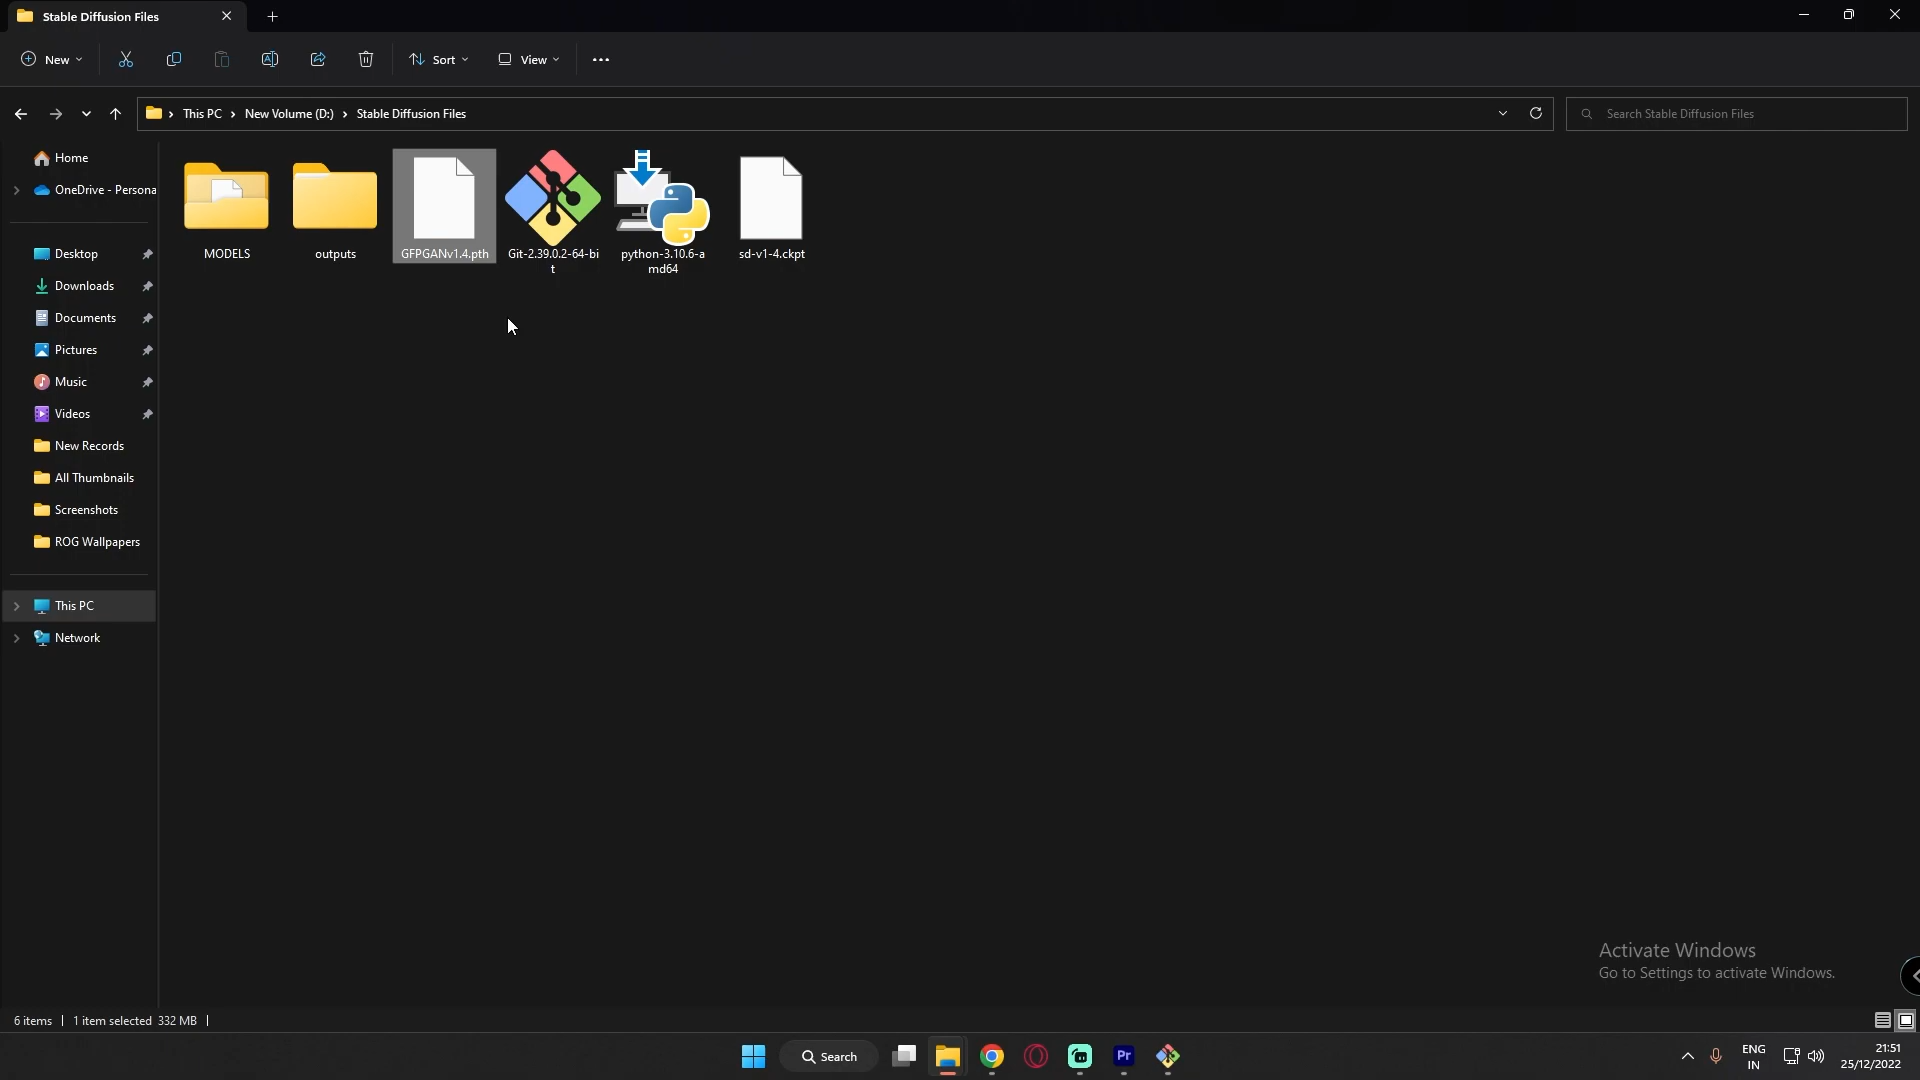 Stable Diffusion Files
New
Sort
View
This PC
New Volume (D:)
Stable Diffusion Files
Search Stable Diffusion Files
Home
OneDrive - Persona
Desktop
Downloads
Documents
Pictures
Music
Videos
New Records
All Thumbnails
Screenshots
ROG Wallpapers
This PC
Network
MODELS
outputs
GFPGANv1.4.pth
Git-2.39.0.2-64-bi
t
python-3.10.6-a
md64
sd-v1-4.ckpt
Activate Windows
Go to Settings to activate Windows.
6 items
1 item selected 332 MB
Search
Pr
ENG
IN
21:51
25/12/2022